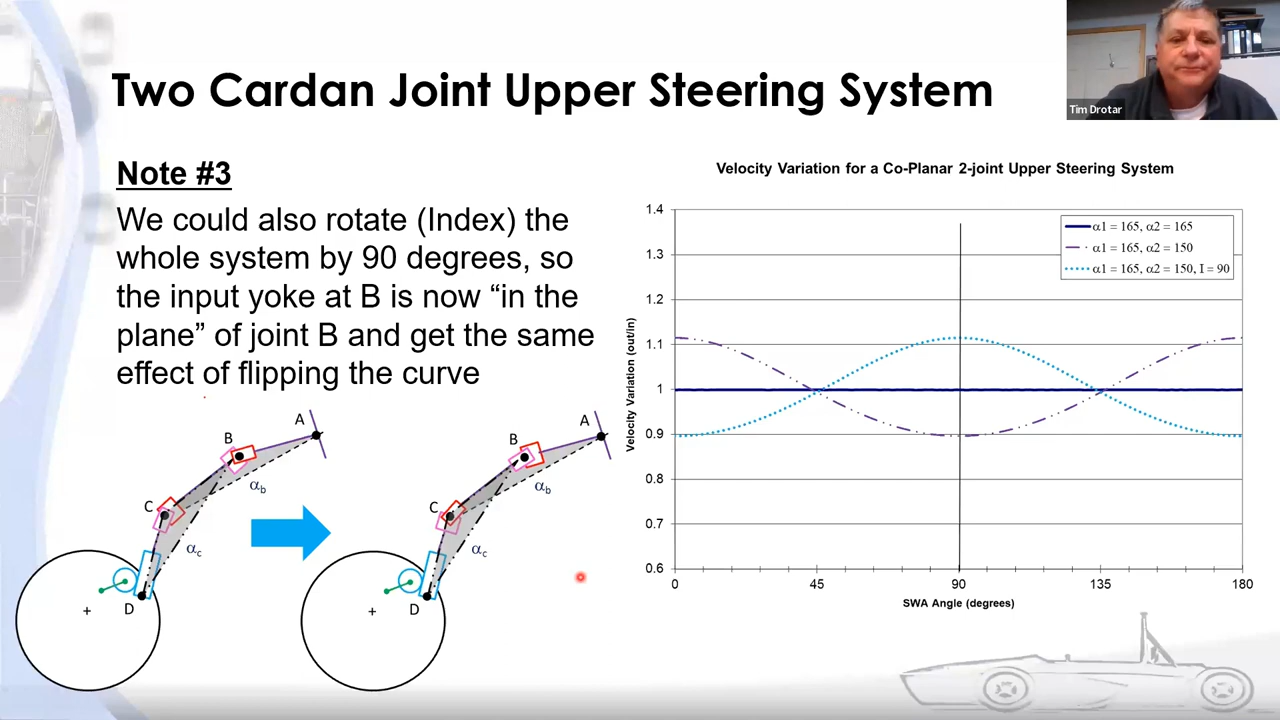 Two Cardan Joint Upper Steering System
Tim Drotar
Note #3
We could also rotate (Index) the
whole system by 90 degrees, so
the input yoke at B is now “in the
plane” of joint B and get the same
effect of flipping the curve
A
B
αb
C
αc
D
+
A
B
αb
C
αc
D
+
Velocity Variation for a Co-Planar 2-joint Upper Steering System
Velocity Variation (out/in)
1.4
1.3
1.2
1.1
1
0.9
0.8
0.7
0.6
α1 = 165, α2 = 165
α1 = 165, α2 = 150
α1 = 165, α2 = 150, I = 90
0 45 90 135 180
SWA Angle (degrees)